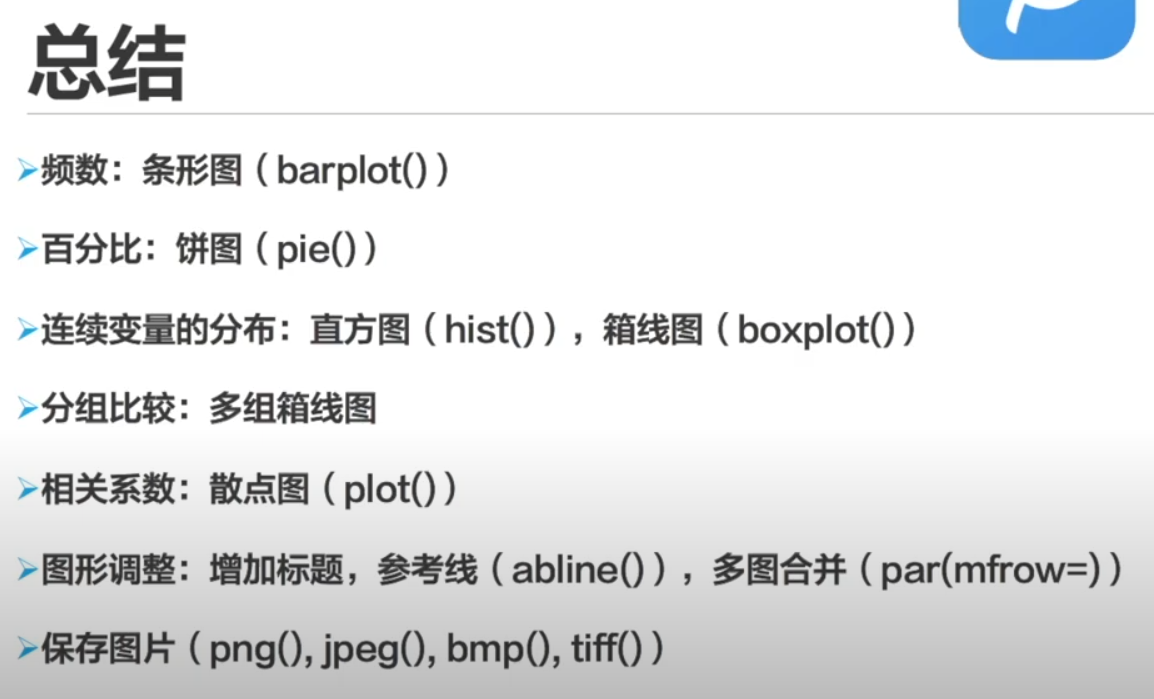 总结
➢频数：条形图（barplot()）
➢百分比：饼图（pie()）
➢连续变量的分布：直方图（hist()），箱线图（boxplot()）
➢分组比较：多组箱线图
➢相关系数：散点图（plot()）
➢图形调整：增加标题，参考线（abline()），多图合并（par(mfrow=)）
➢保存图片（png(), jpeg(), bmp(), tiff()）